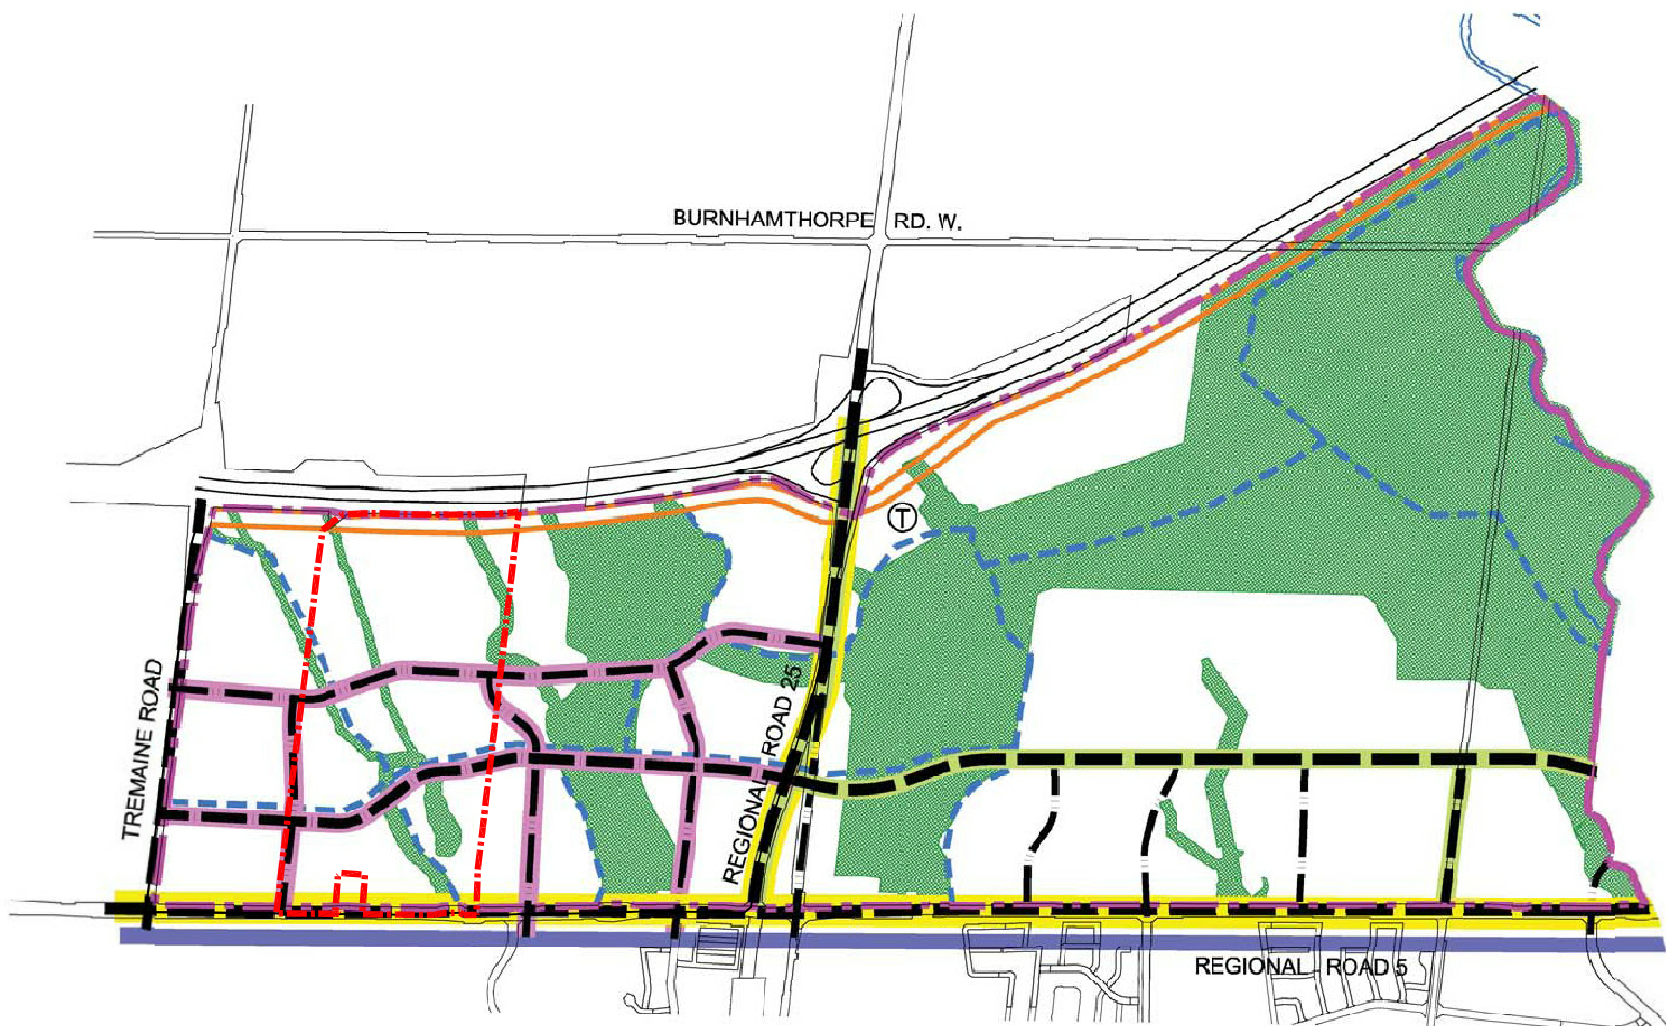 BURNHAMTHORPE RD. W.
T
TREMAINE ROAD
REGIONAL ROAD 25
REGIONAL ROAD 5